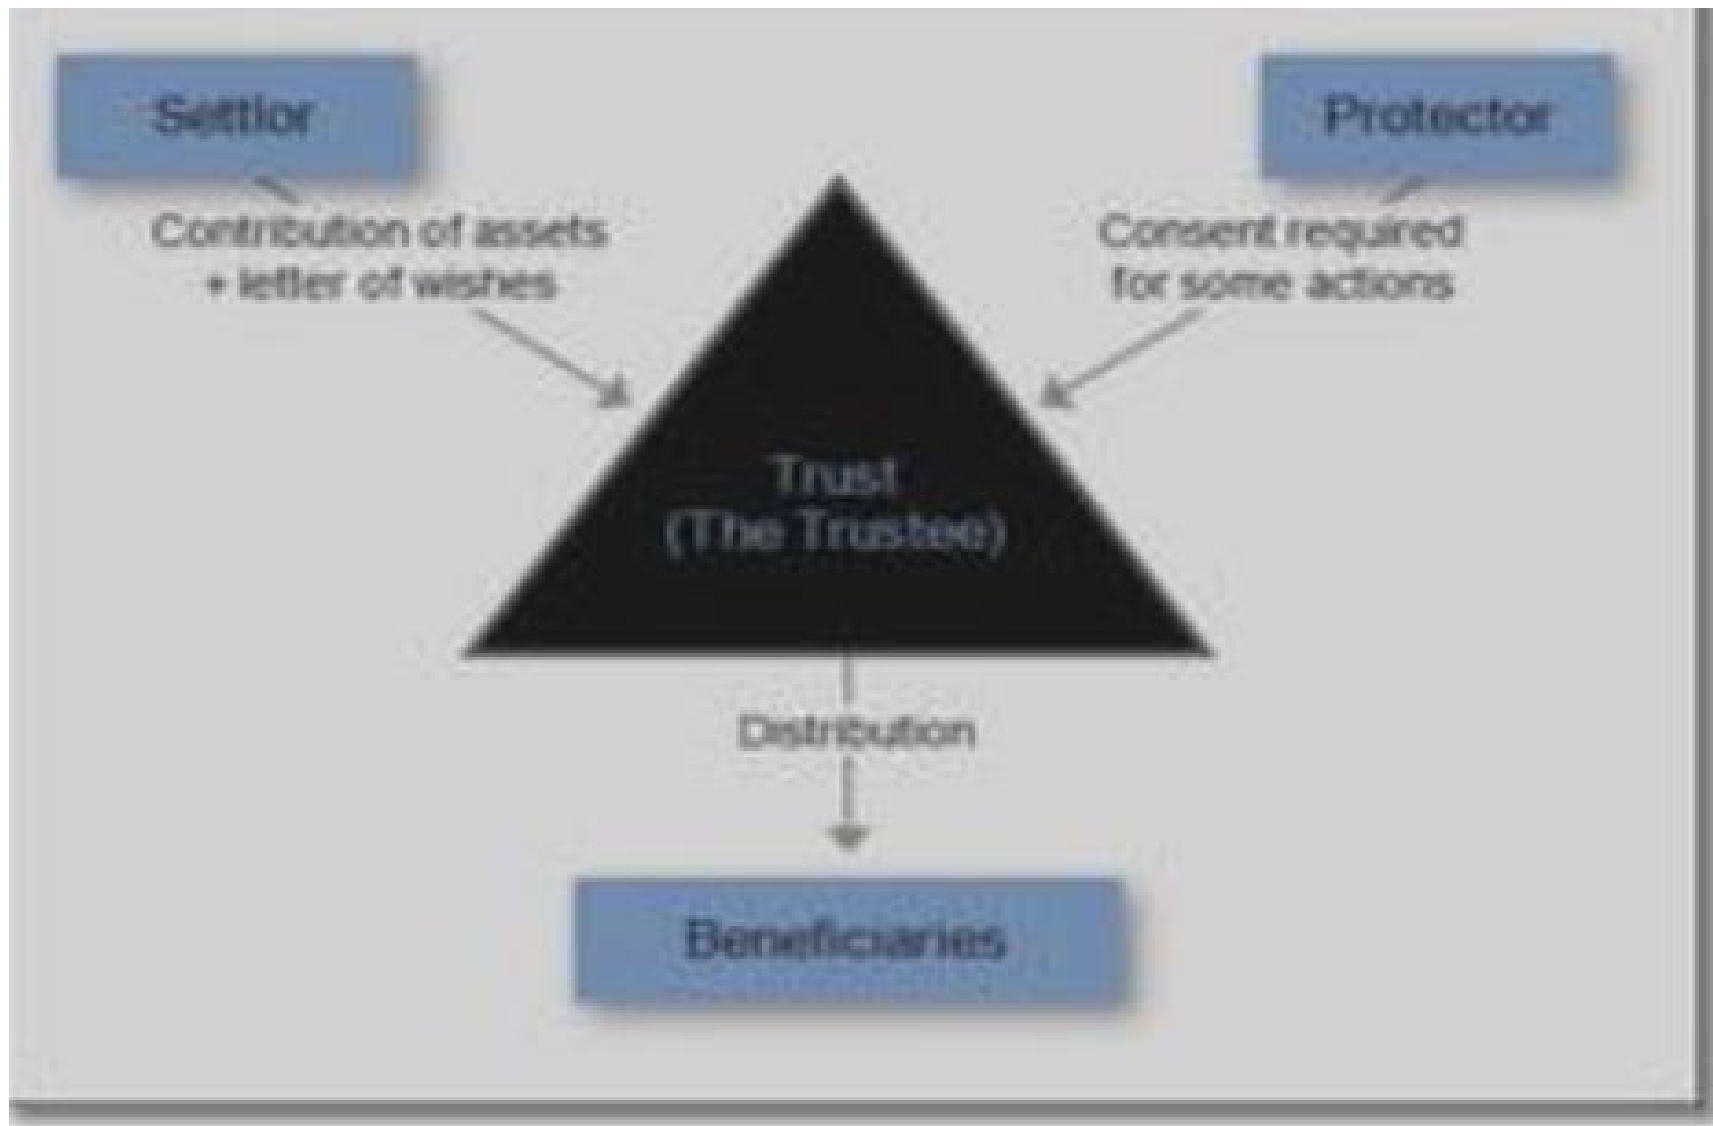 Settlor
Protector
Contribution of assets
+ letter of wishes
Consent required
for some actions
Trust
(The Trustee)
Distribution
Beneficiaries